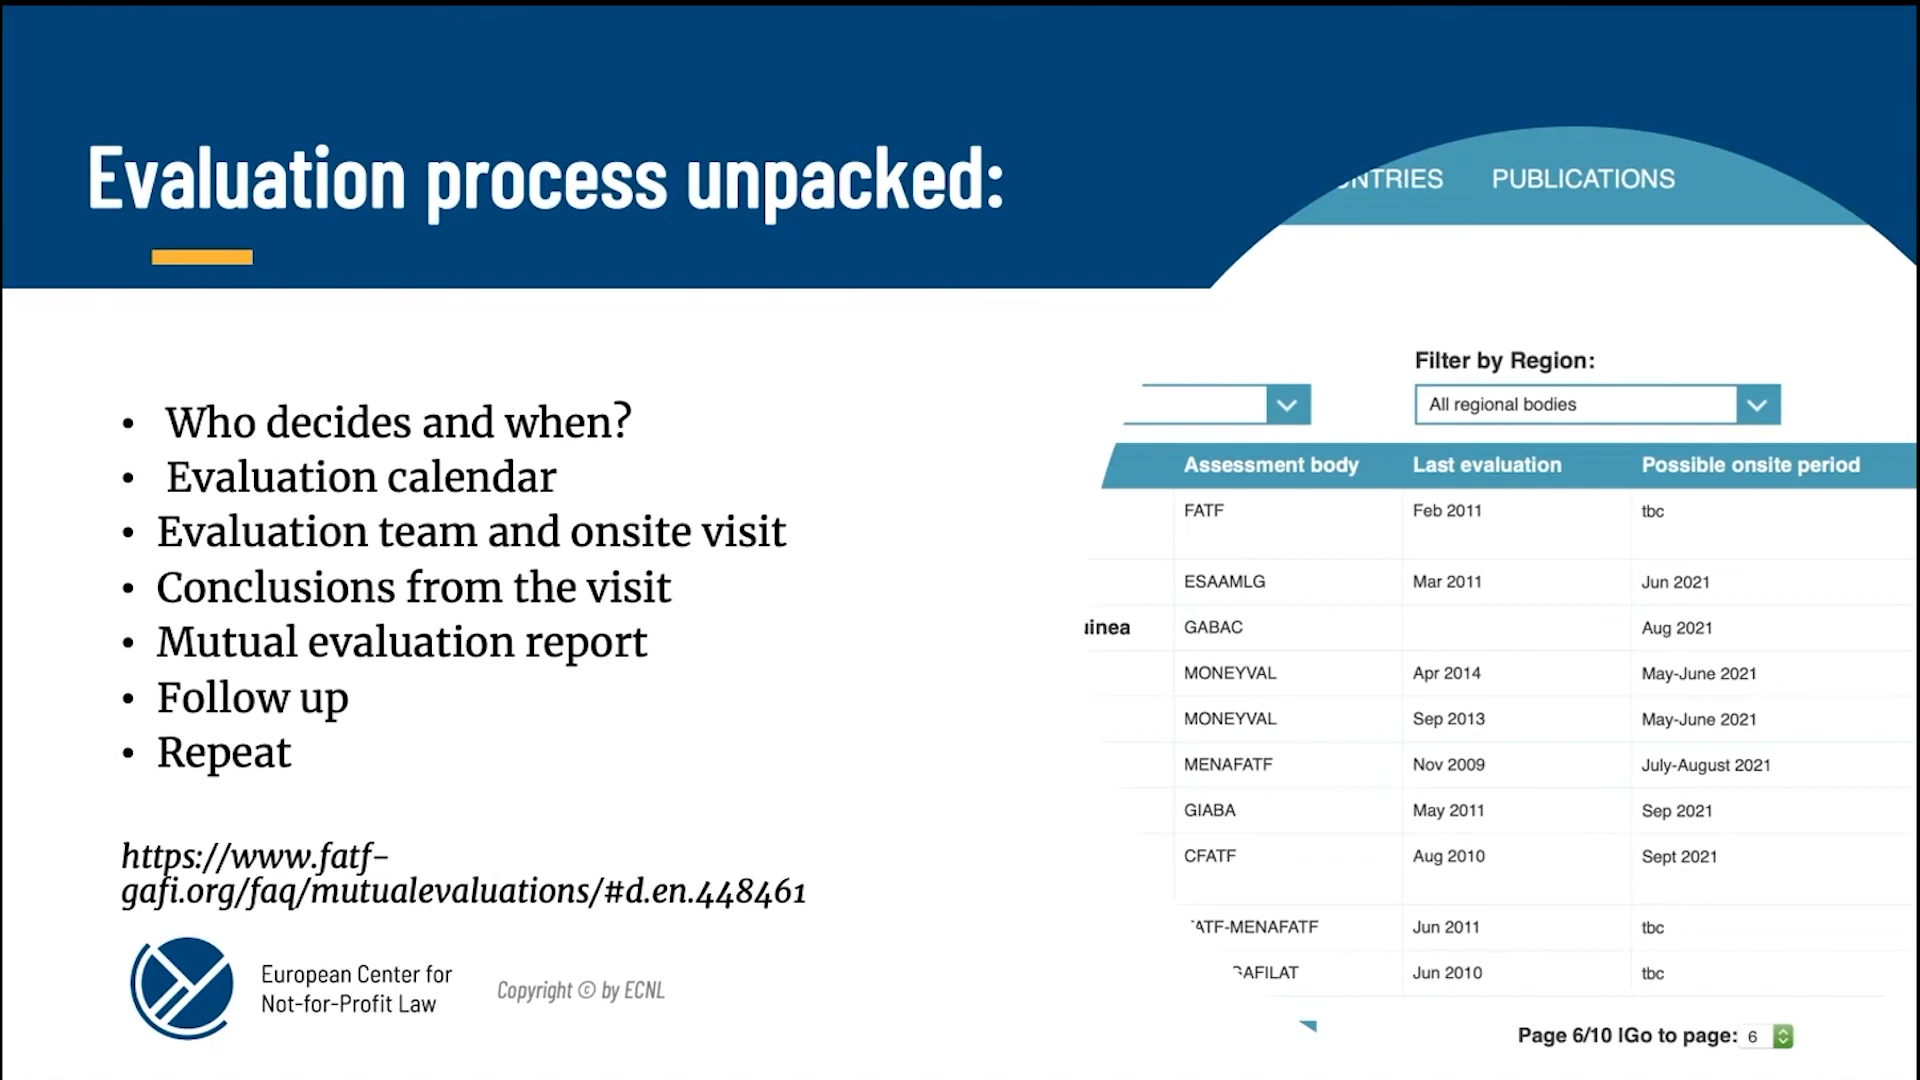 Evaluation process unpacked:
PUBLICATIONS
• Who decides and when?
• Evaluation calendar
• Evaluation team and onsite visit
• Conclusions from the visit
• Mutual evaluation report
• Follow up
• Repeat
https://www.fatf-
gafi.org/faq/mutualevaluations/#d.en.448461
European Center for
Not-for-Profit Law
Copyright © by ECNL
Filter by Region:
All regional bodies
Assessment body Last evaluation Possible onsite period
FATF Feb 2011 tbc
ESAAMLG Mar 2011 Jun 2021
GABAC Aug 2021
MONEYVAL Apr 2014 May-June 2021
MONEYVAL Sep 2013 May-June 2021
MENAFATF Nov 2009 July-August 2021
GIABA May 2011 Sep 2021
CFATF Aug 2010 Sept 2021
ATF-MENAFATF Jun 2011 tbc
GAFILAT Jun 2010 tbc
Page 6/10 |Go to page: 6